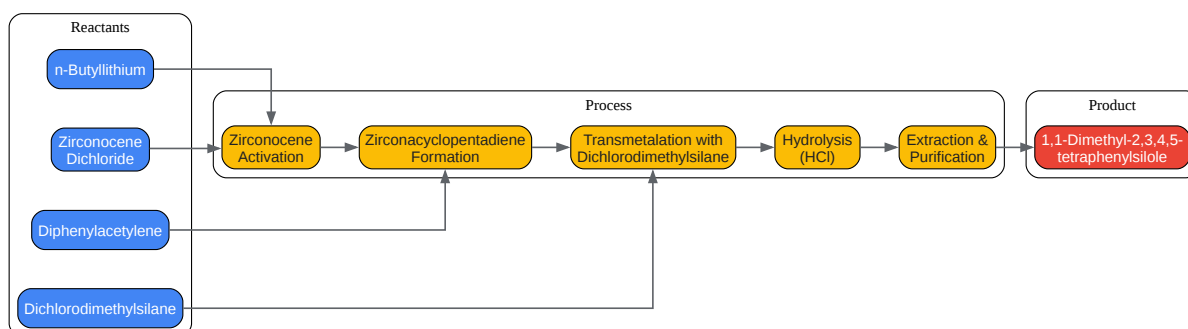 Reactants
n-Butyllithium
Zirconocene
Dichloride
Diphenylacetylene
Dichlorodimethylsilane
Process
Zirconocene
Activation
Zirconacyclopentadiene
Formation
Transmetalation with
Dichlorodimethylsilane
Hydrolysis
(HCl)
Extraction &
Purification
Product
1,1-Dimethyl-2,3,4,5-
tetraphenylsilole